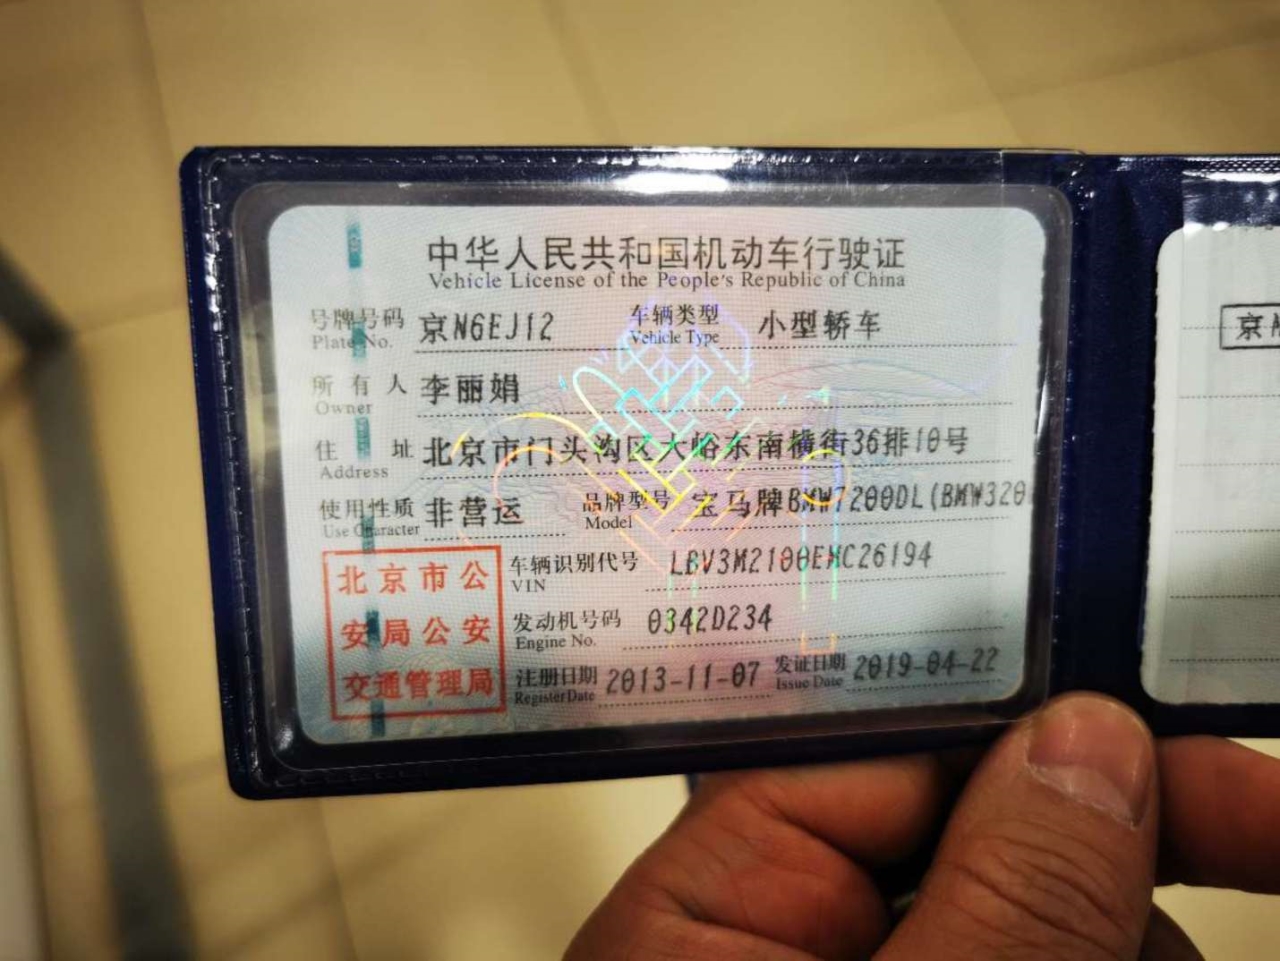 中华人民共和国机动车行驶证
Vehicle License of the People's Republic of China
号牌号码 京N6EJ12 车辆类型 小型轿车
Plate No. Vehicle Type
所有人 李丽娟
Owner
住址 北京市门头沟区大峪东南横街36排10号
Address
使用性质 非营运 品牌型号 宝马牌BMW7200DL(BMW320
Use Character Model
车辆识别代号 LBV3M2100EMC26194
VIN
发动机号码 0342D234
Engine No.
注册日期 2013-11-07 发证日期 2019-04-22
Register Date Issue Date
北京市公
安局公安
交通管理局
京N